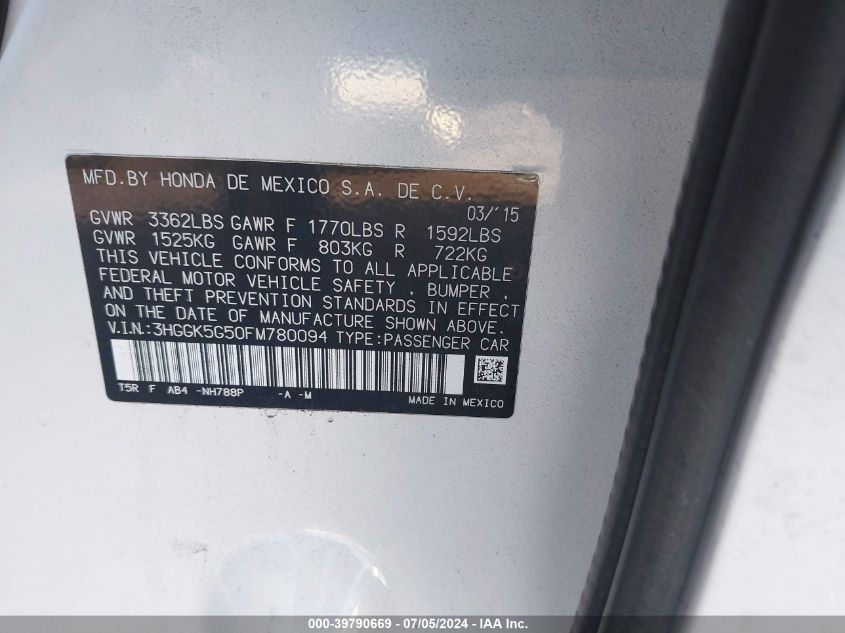 MFD.BY HONDA DE MEXICO S.A. DE C.V.
03/'15
GVWR 3362LBS GAWR F 1770LBS R 1592LBS
GVWR 1525KG GAWR F 803KG R 722KG
THIS VEHICLE CONFORMS TO ALL APPLICABLE
FEDERAL MOTOR VEHICLE SAFETY , BUMPER ,
AND THEFT PREVENTION STANDARDS IN EFFECT
ON THE DATE OF MANUFACTURE SHOWN ABOVE.
V.I.N.:3HGGK5G50FM780094 TYPE:PASSENGER CAR
T5R F AB4 -NH788P -A -M
MADE IN MEXICO
000-39790669 - 07/05/2024 - IAA Inc.